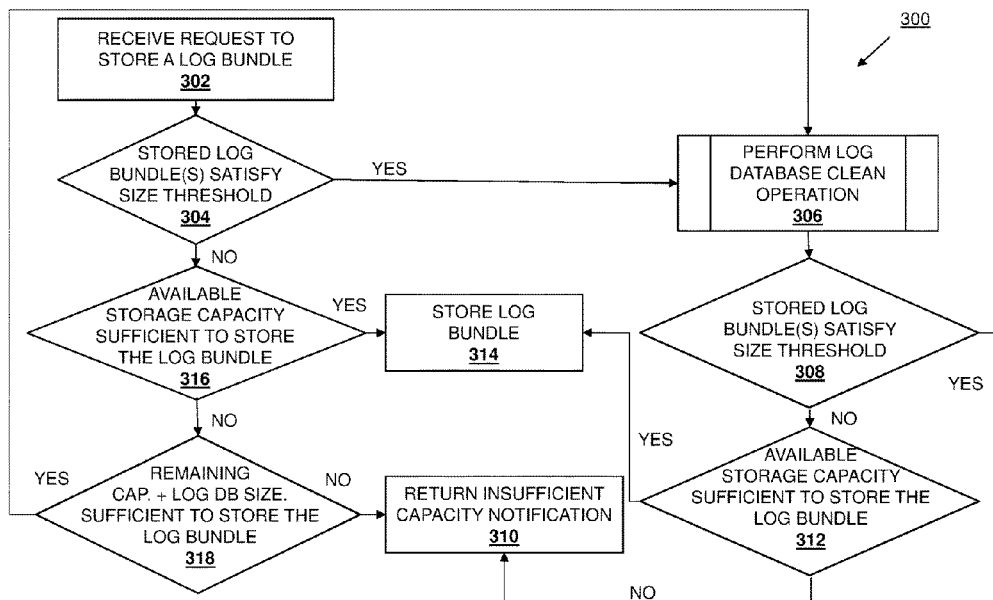 300
RECEIVE REQUEST TO
STORE A LOG BUNDLE
302
STORED LOG
BUNDLE(S) SATISFY
SIZE THRESHOLD
304
YES
NO
PERFORM LOG
DATABASE CLEAN
OPERATION
306
AVAILABLE
STORAGE CAPACITY
SUFFICIENT TO STORE
THE LOG BUNDLE
316
YES
NO
STORE LOG
BUNDLE
314
STORED LOG
BUNDLE(S) SATISFY
SIZE THRESHOLD
308
YES
NO
REMAINING
CAP. + LOG DB SIZE.
SUFFICIENT TO STORE THE
LOG BUNDLE
318
YES
NO
RETURN INSUFFICIENT
CAPACITY NOTIFICATION
310
AVAILABLE
STORAGE CAPACITY
SUFFICIENT TO STORE THE
LOG BUNDLE
312
YES
NO